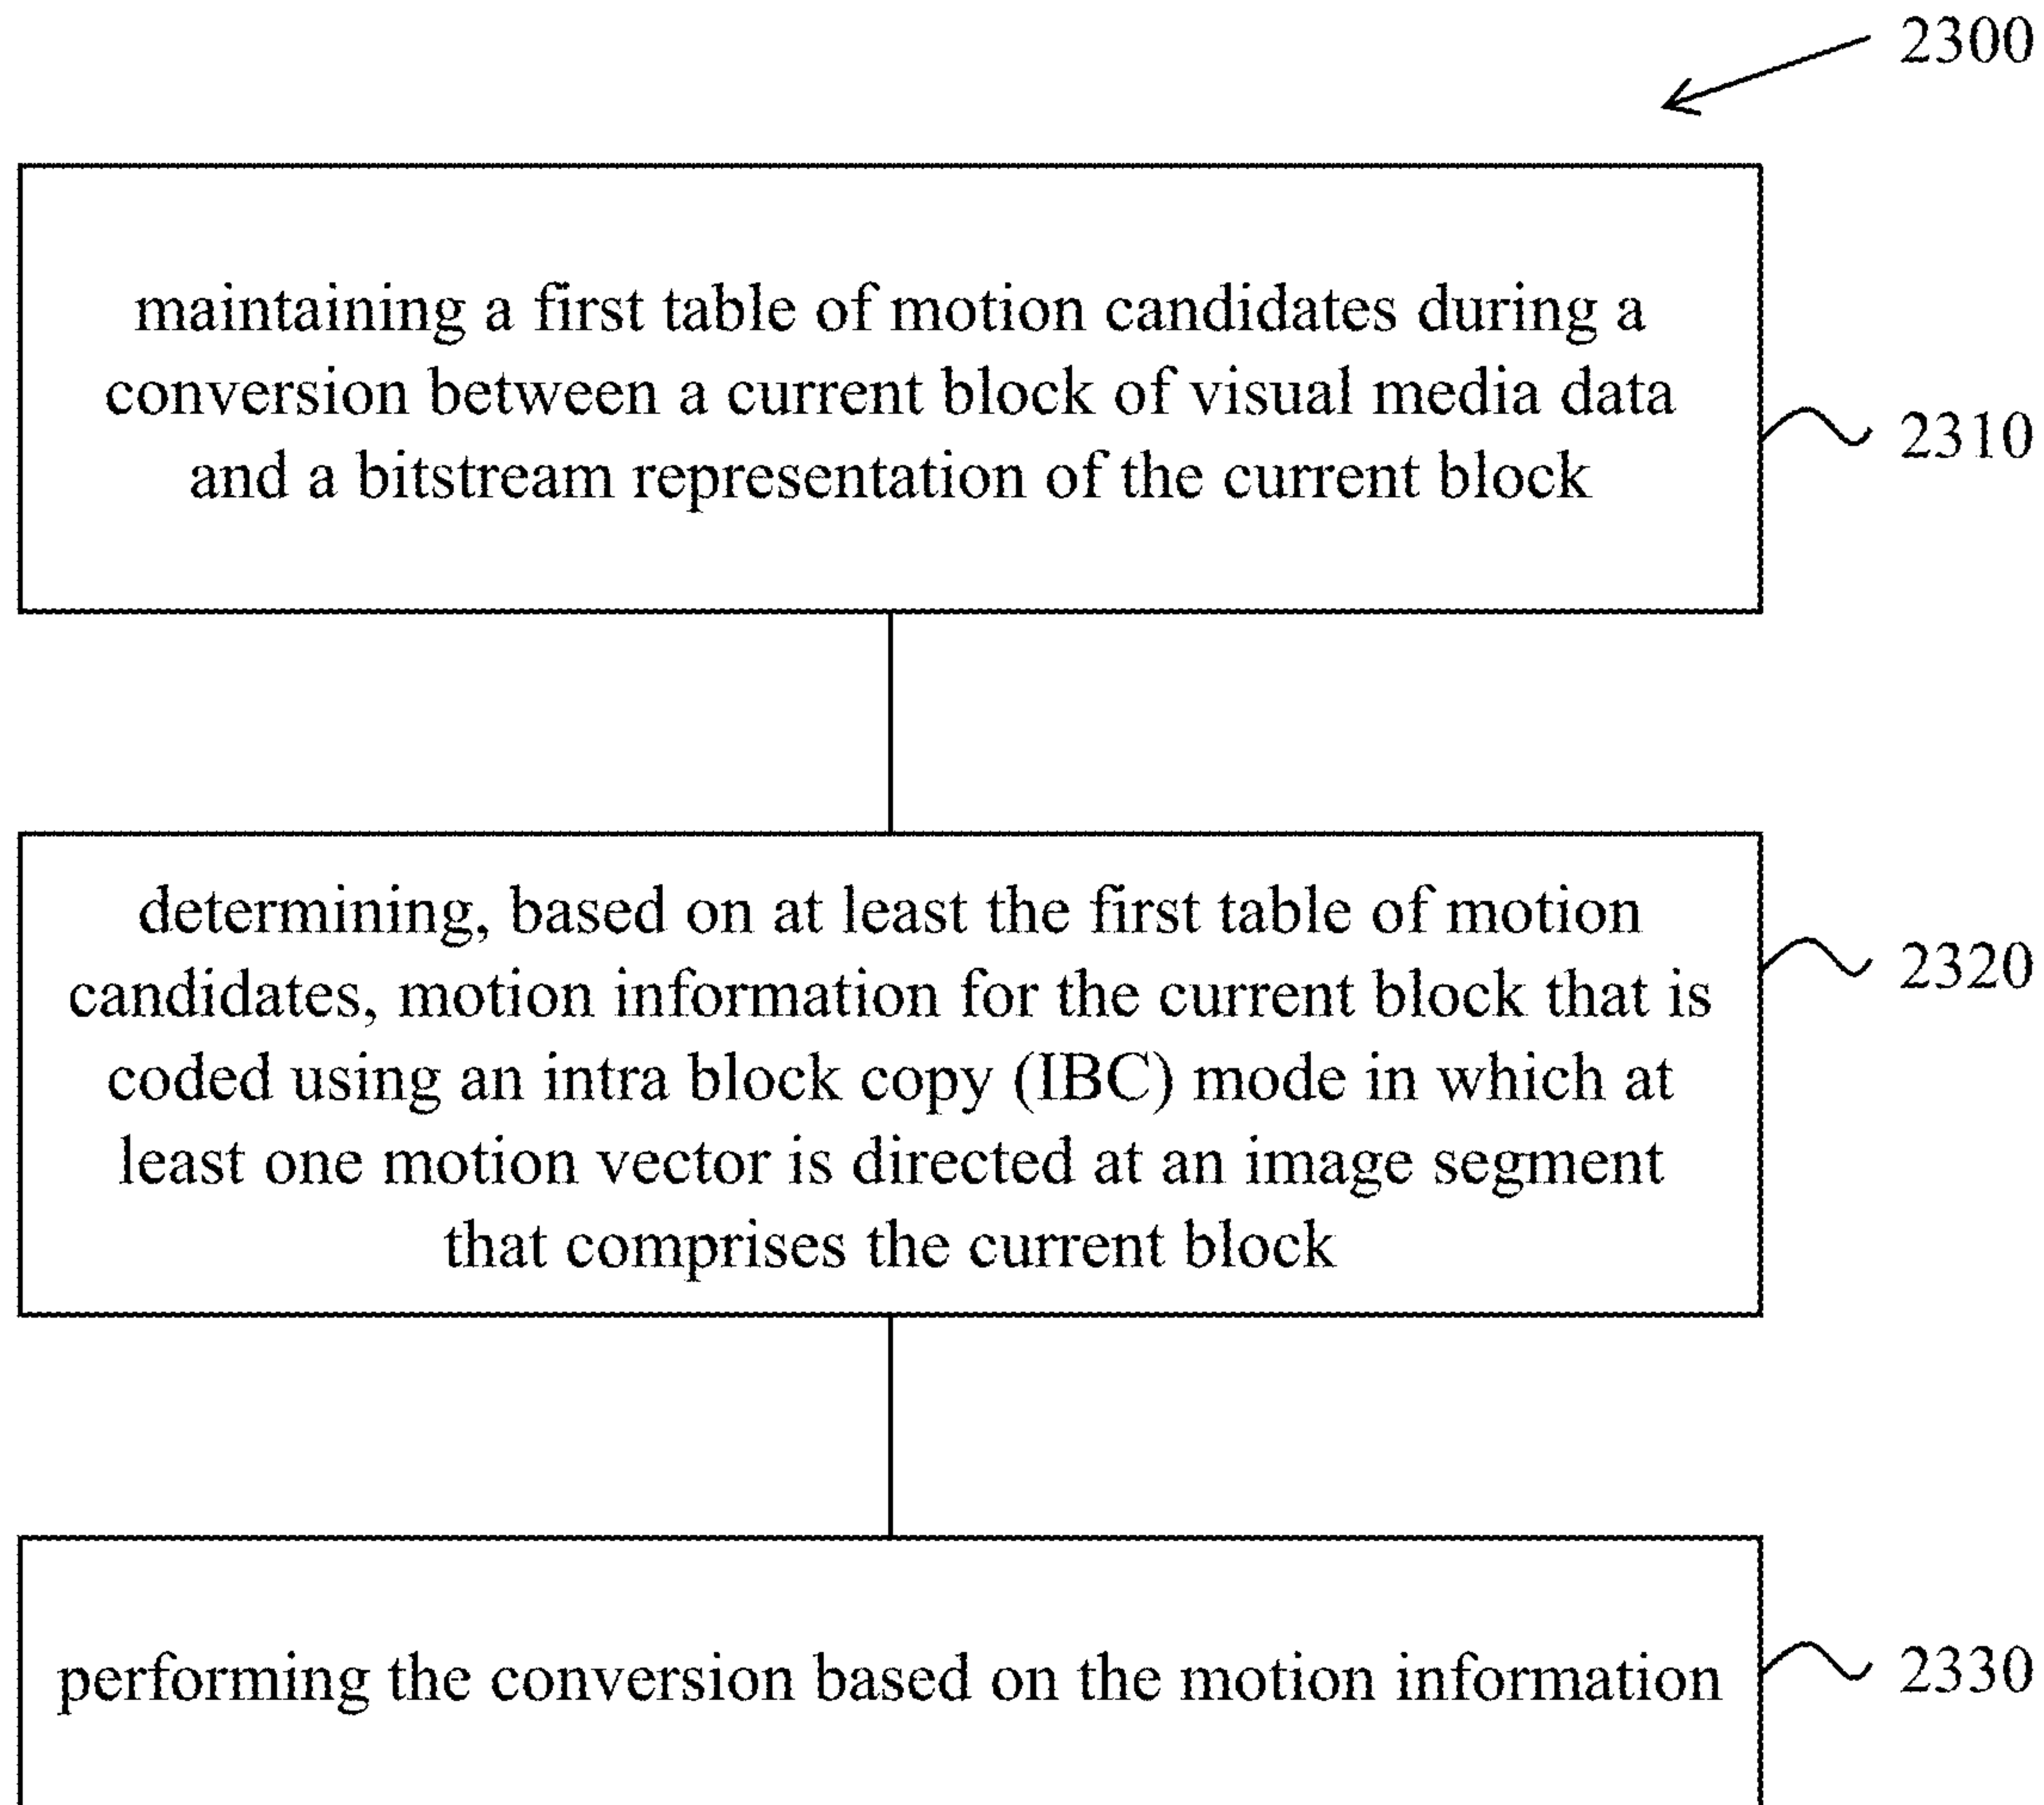 2300
maintaining a first table of motion candidates during a
conversion between a current block of visual media data
and a bitstream representation of the current block
2310
determining, based on at least the first table of motion
candidates, motion information for the current block that is
coded using an intra block copy (IBC) mode in which at
least one motion vector is directed at an image segment
that comprises the current block
2320
performing the conversion based on the motion information
2330